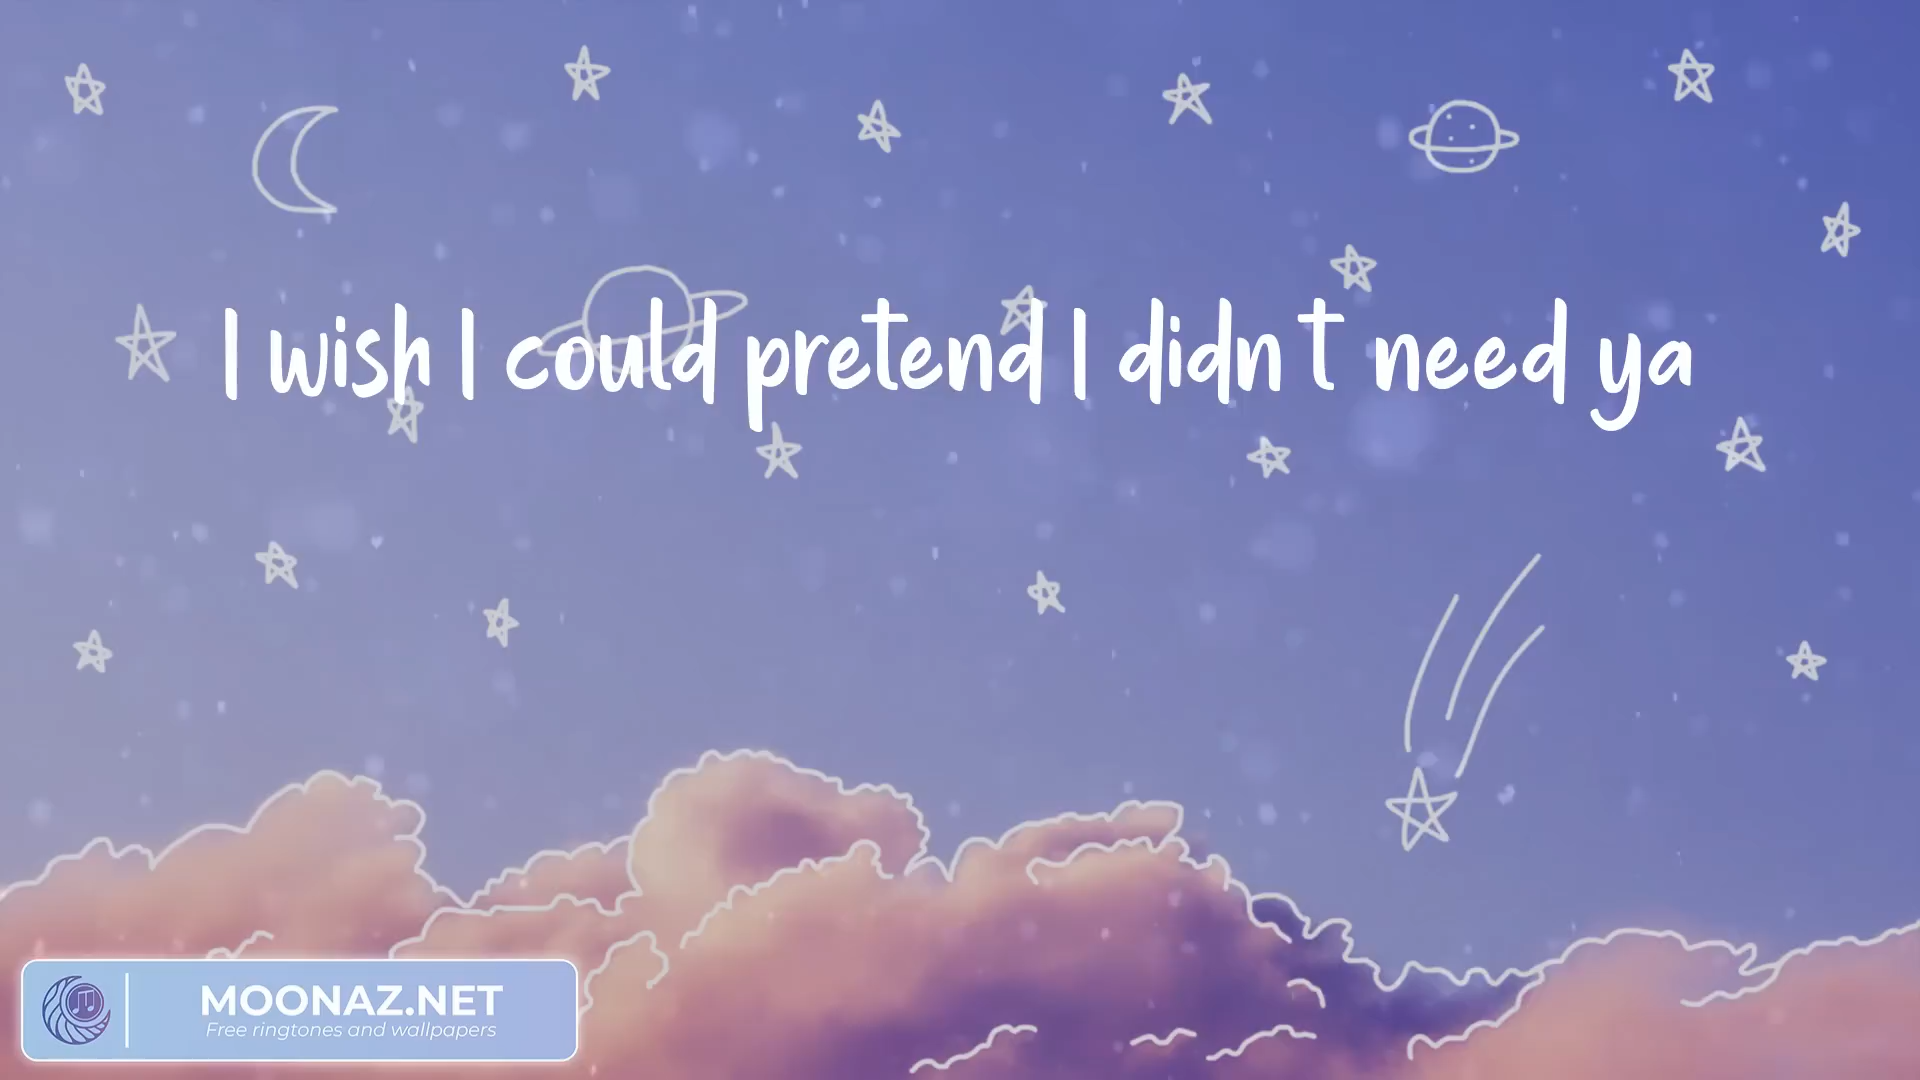 I wish I could pretend I didn t need ya
MOONAZ.NET
Free ringtones and wallpapers